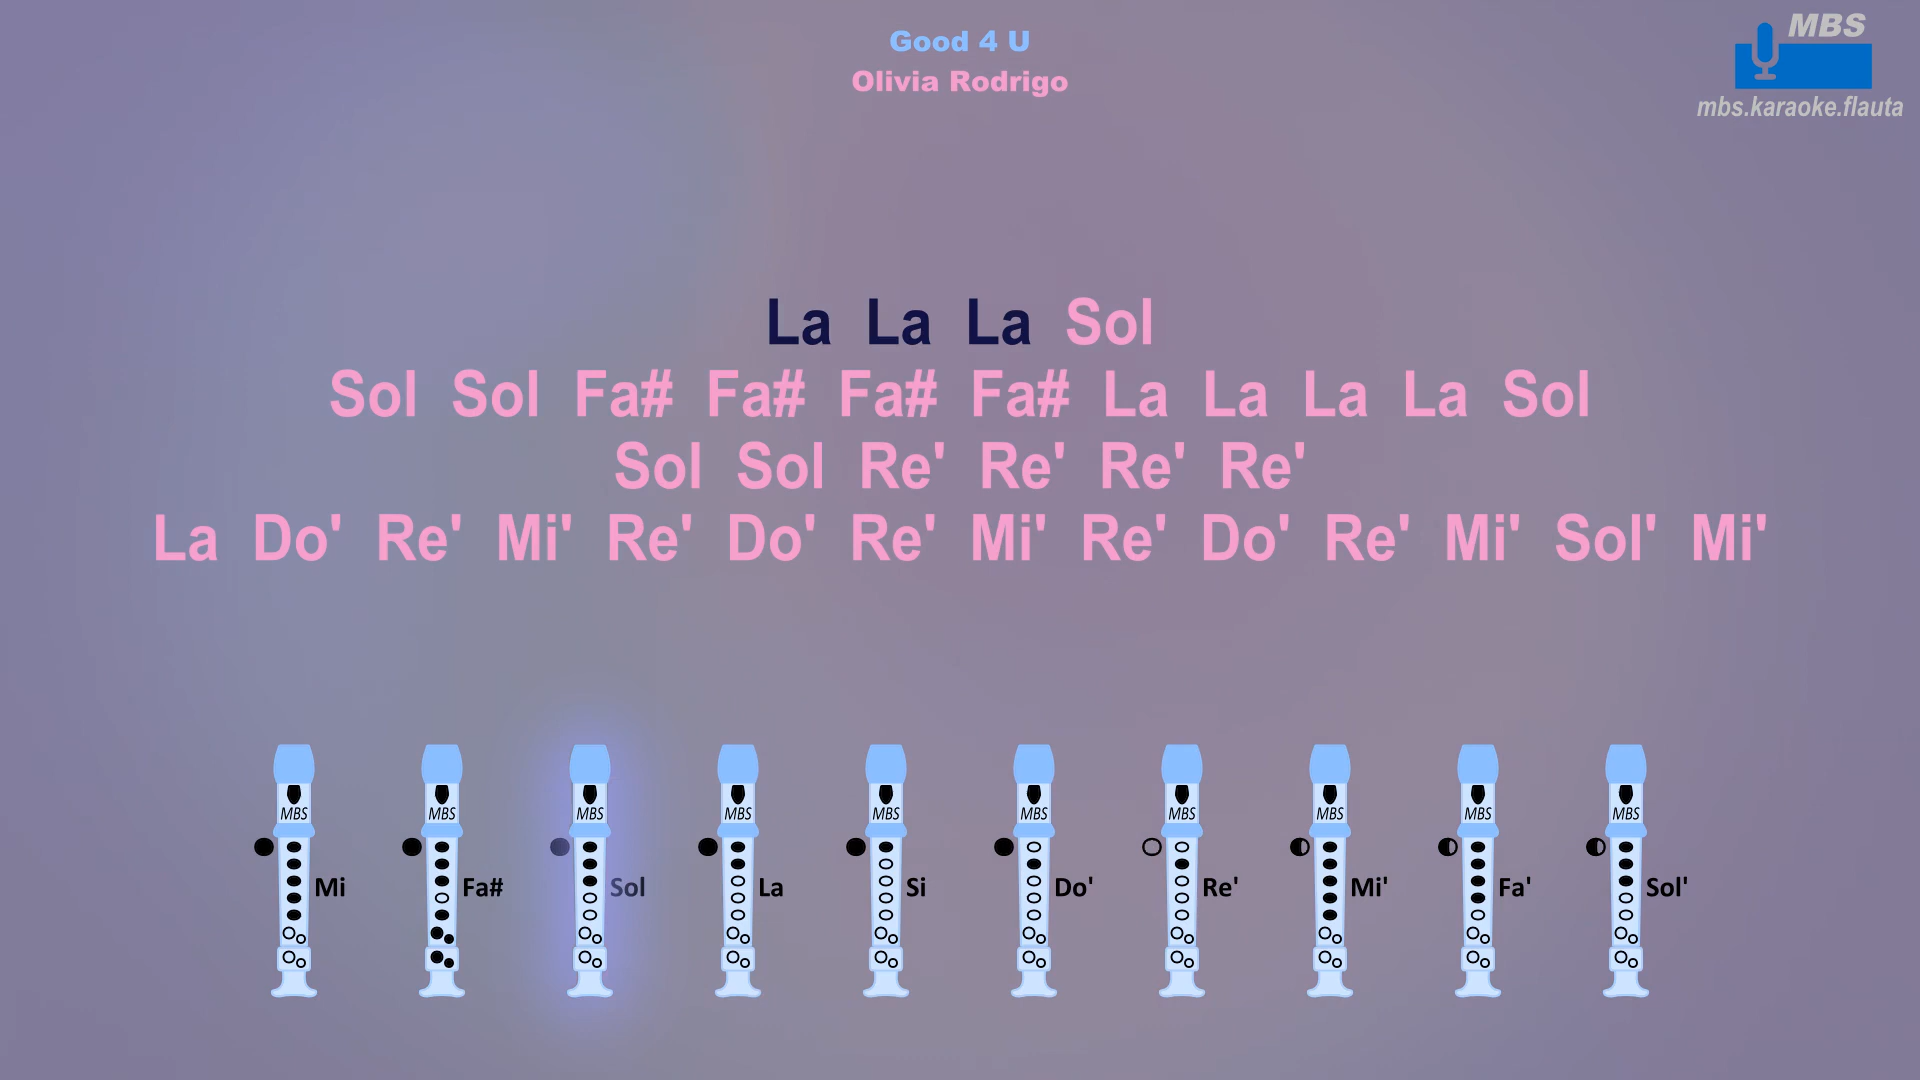 Good 4 U
Olivia Rodrigo
MBS
mbs.karaoke.flauta
La La La Sol
Sol Sol Fa# Fa# Fa# Fa# La La La La Sol
Sol Sol Re' Re' Re' Re'
La Do' Re' Mi' Re' Do' Re' Mi' Re' Do' Re' Mi' Sol' Mi'
MBS MBS MBS MBS MBS MBS MBS MBS MBS MBS
Mi Fa# Sol La Si Do' Re' Mi' Fa' Sol'